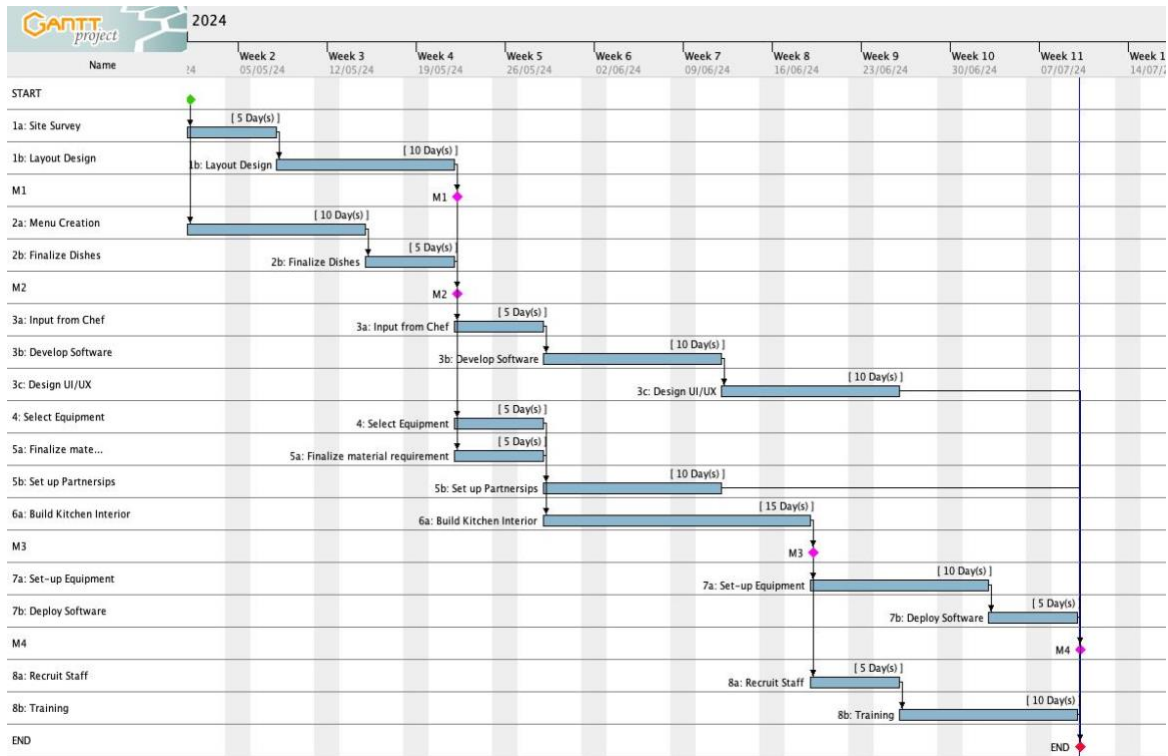 GANTT
project
2024
Name
Week 2 Week 3 Week 4 Week 5 Week 6 Week 7 Week 8 Week 9 Week 10 Week 11 Week 1
24 05/05/24 12/05/24 19/05/24 26/05/24 02/06/24 09/06/24 16/06/24 23/06/24 30/06/24 07/07/24 14/07/2
START
1a: Site Survey
[ 5 Day(s) ]
1b: Layout Design
[ 10 Day(s) ]
1b: Layout Design
M1
M1
2a: Menu Creation
[ 10 Day(s) ]
2b: Finalize Dishes
[ 5 Day(s) ]
2b: Finalize Dishes
M2
M2
3a: Input from Chef
[ 5 Day(s) ]
3a: Input from Chef
3b: Develop Software
[ 10 Day(s) ]
3b: Develop Software
3c: Design UI/UX
[ 10 Day(s) ]
3c: Design UI/UX
4: Select Equipment
[ 5 Day(s) ]
4: Select Equipment
5a: Finalize mate...
[ 5 Day(s) ]
5a: Finalize material requirement
5b: Set up Partnersips
[ 10 Day(s) ]
5b: Set up Partnersips
6a: Build Kitchen Interior
[ 15 Day(s) ]
6a: Build Kitchen Interior
M3
M3
7a: Set-up Equipment
[ 10 Day(s) ]
7a: Set-up Equipment
7b: Deploy Software
[ 5 Day(s)
7b: Deploy Software
M4
M4
8a: Recruit Staff
[ 5 Day(s) ]
8a: Recruit Staff
8b: Training
[ 10 Day(s)
8b: Training
END
END